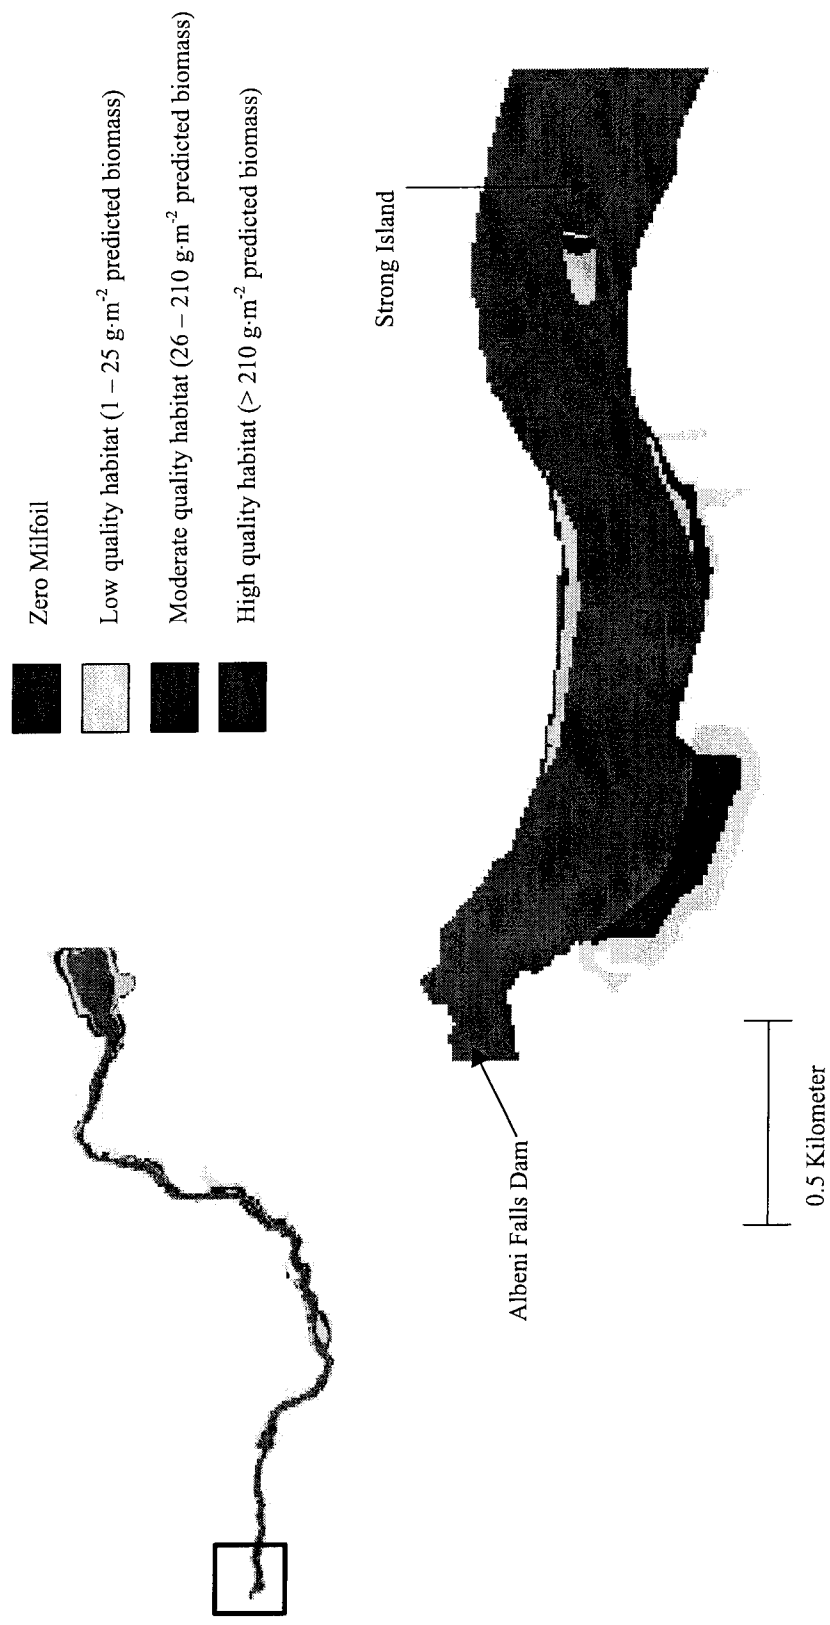 Zero Milfoil
Low quality habitat (1 – 25 g·m⁻² predicted biomass)
Moderate quality habitat (26 – 210 g·m⁻² predicted biomass)
High quality habitat (> 210 g·m⁻² predicted biomass)
Strong Island
Albeni Falls Dam
0.5 Kilometer